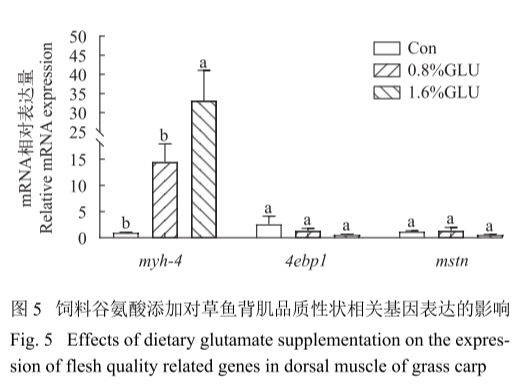 mRNA相对表达量
Relative mRNA expression
50
45
40
35
30
25
15
10
5
0
Con
0.8%GLU
1.6%GLU
b
b
a
a
a
a
a
a
a
myh-4
4ebp1
mstn
图 5 饲料谷氨酸添加对草鱼背肌品质性状相关基因表达的影响
Fig. 5 Effects of dietary glutamate supplementation on the expres-
sion of flesh quality related genes in dorsal muscle of grass carp